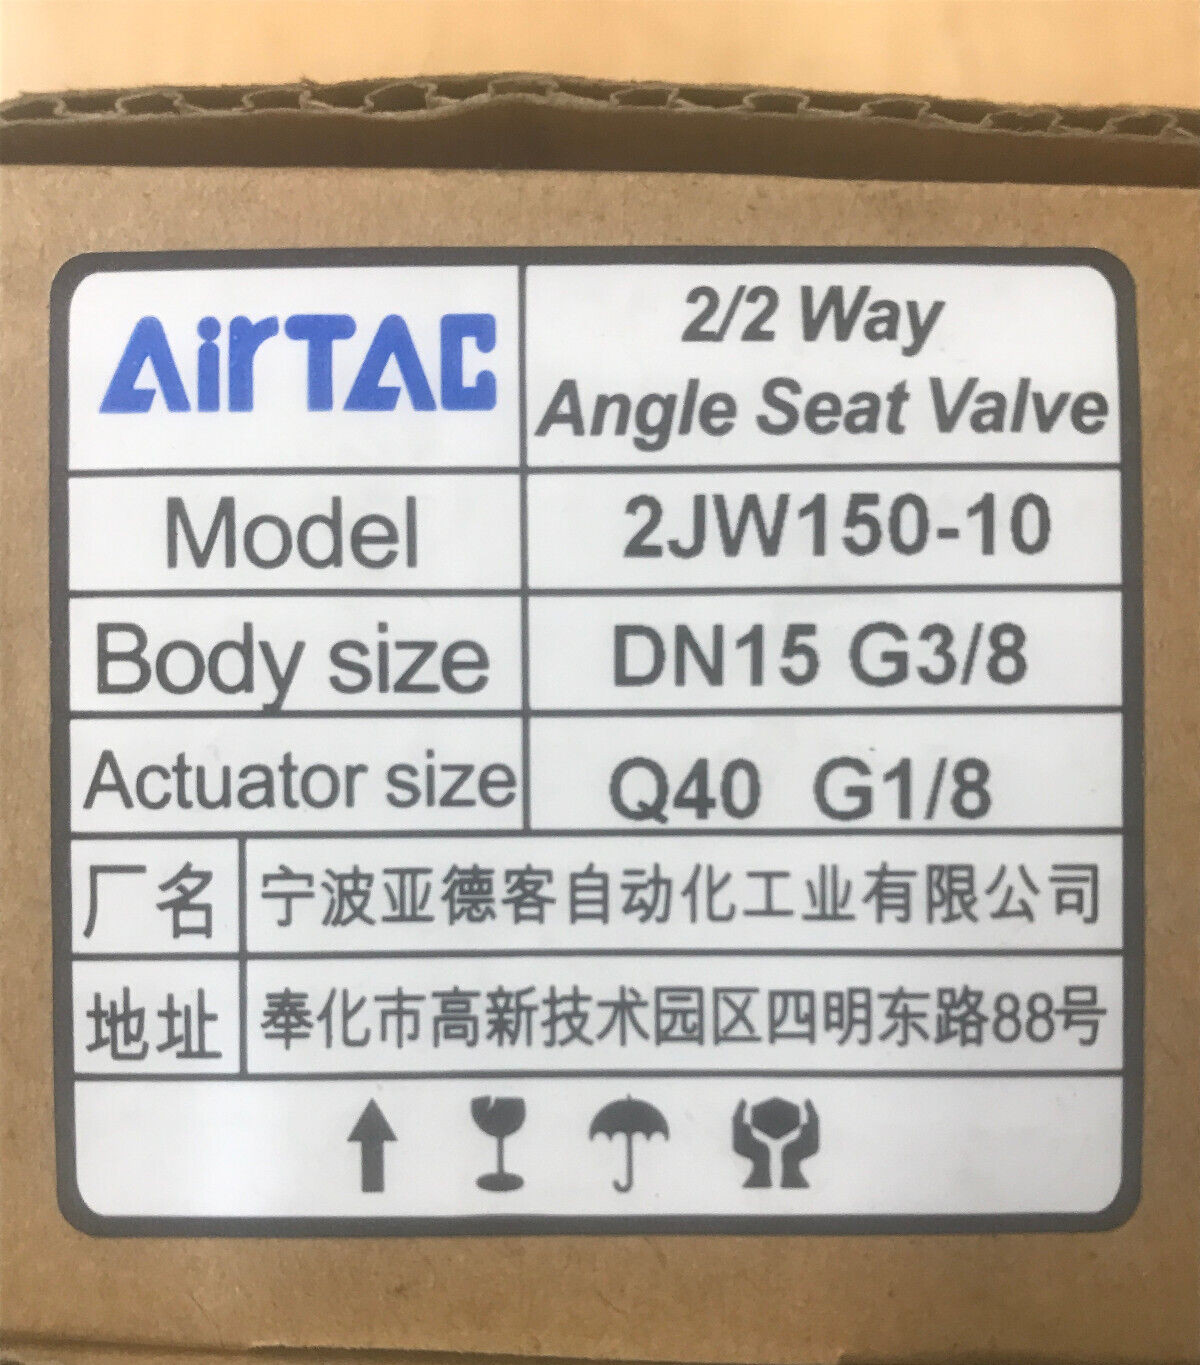 AirTAC
2/2 Way
Angle Seat Valve
Model 2JW150-10
Body size DN15 G3/8
Actuator size Q40 G1/8
厂名 宁波亚德客自动化工业有限公司
地址 奉化市高新技术园区四明东路88号